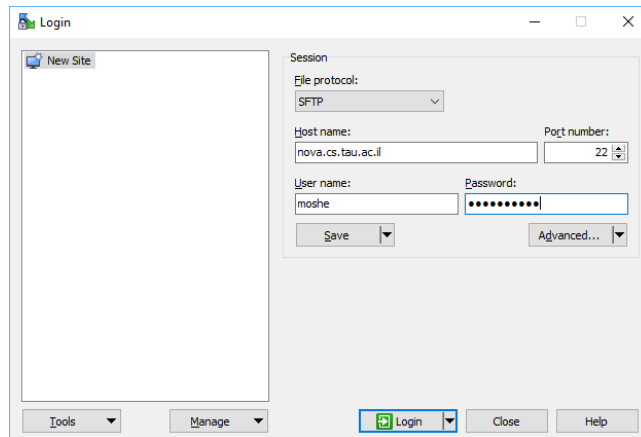 Login
New Site
Session
File protocol:
SFTP
Host name:
Port number:
nova.cs.tau.ac.il
22
User name:
Password:
moshe
••••••••••
Save
Advanced...
Tools
Manage
Login
Close
Help